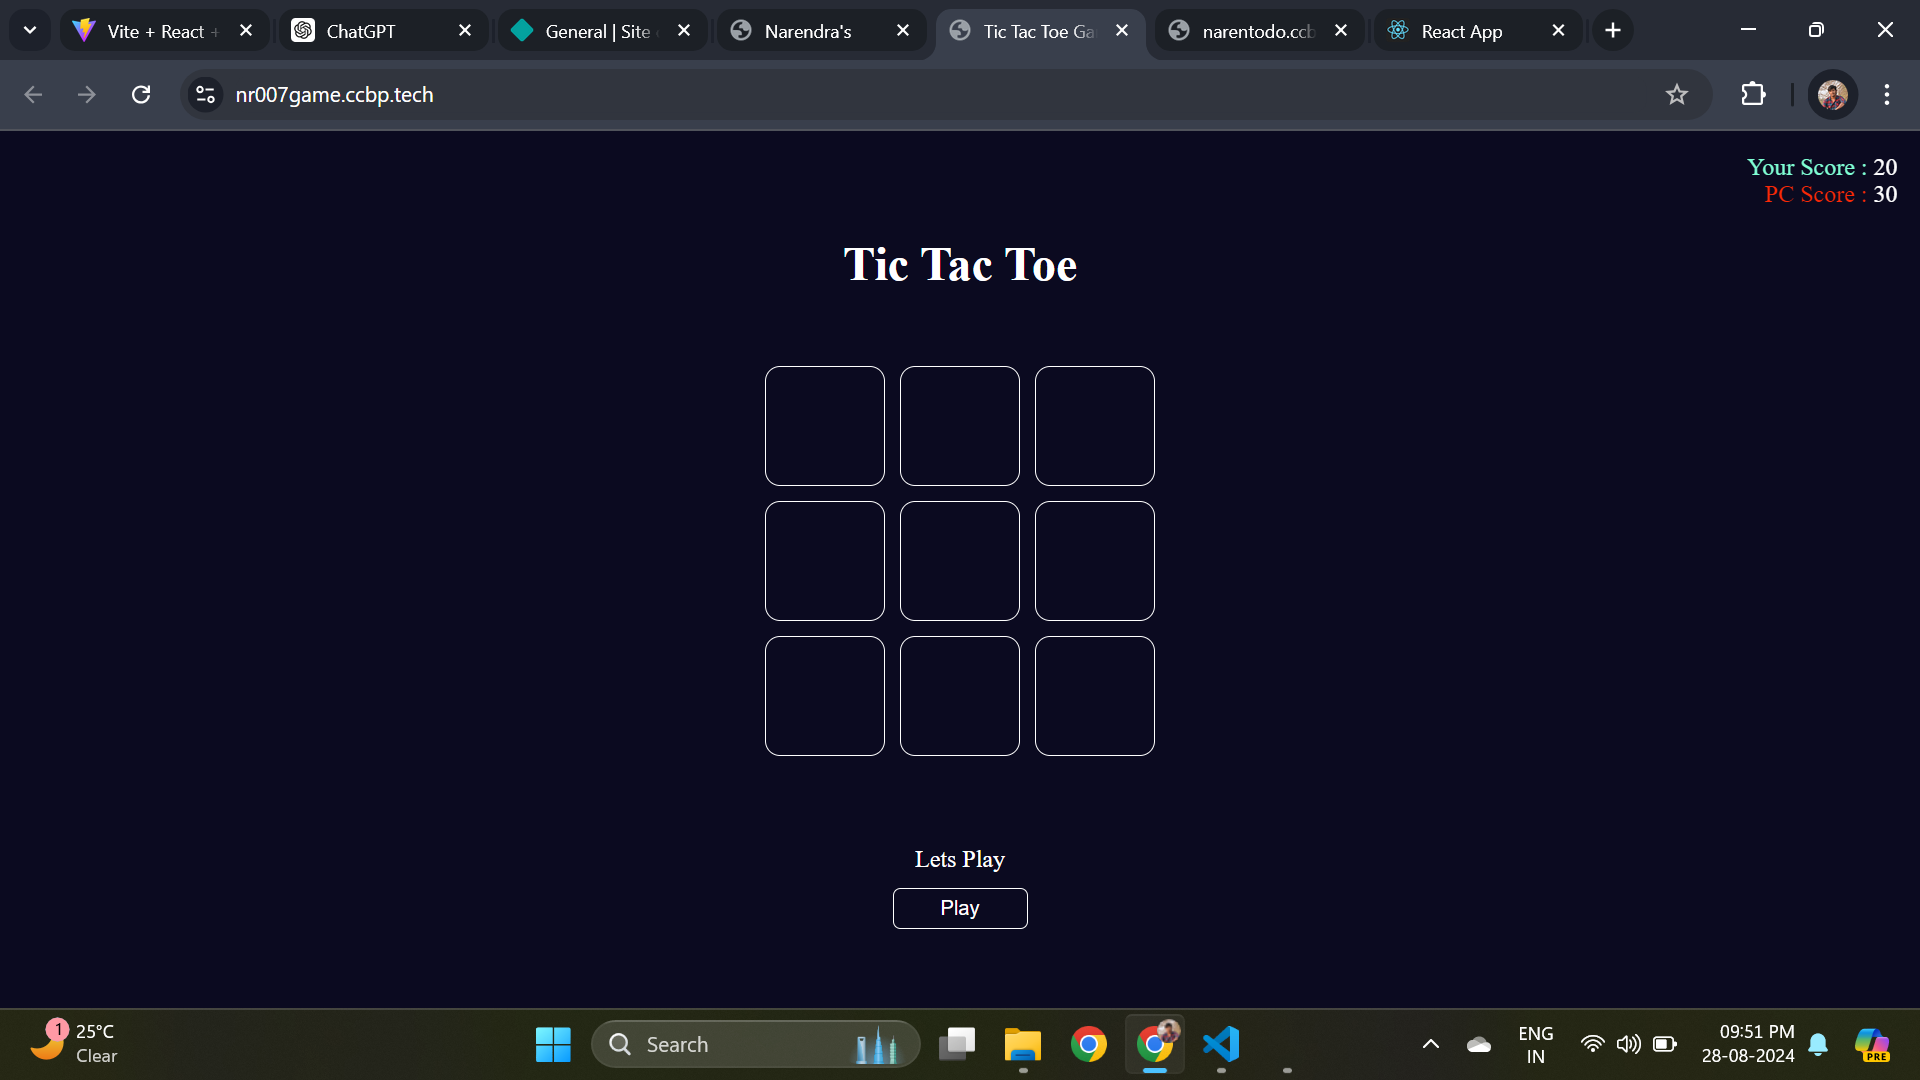 Vite + React +
ChatGPT
General | Site
Narendra's
Tic Tac Toe Ga
narentodo.ccb
React App
nr007game.ccbp.tech
Your Score : 20
PC Score : 30
Tic Tac Toe
Lets Play
Play
1
25°C
Clear
Search
ENG
IN
09:51 PM
28-08-2024
PRE